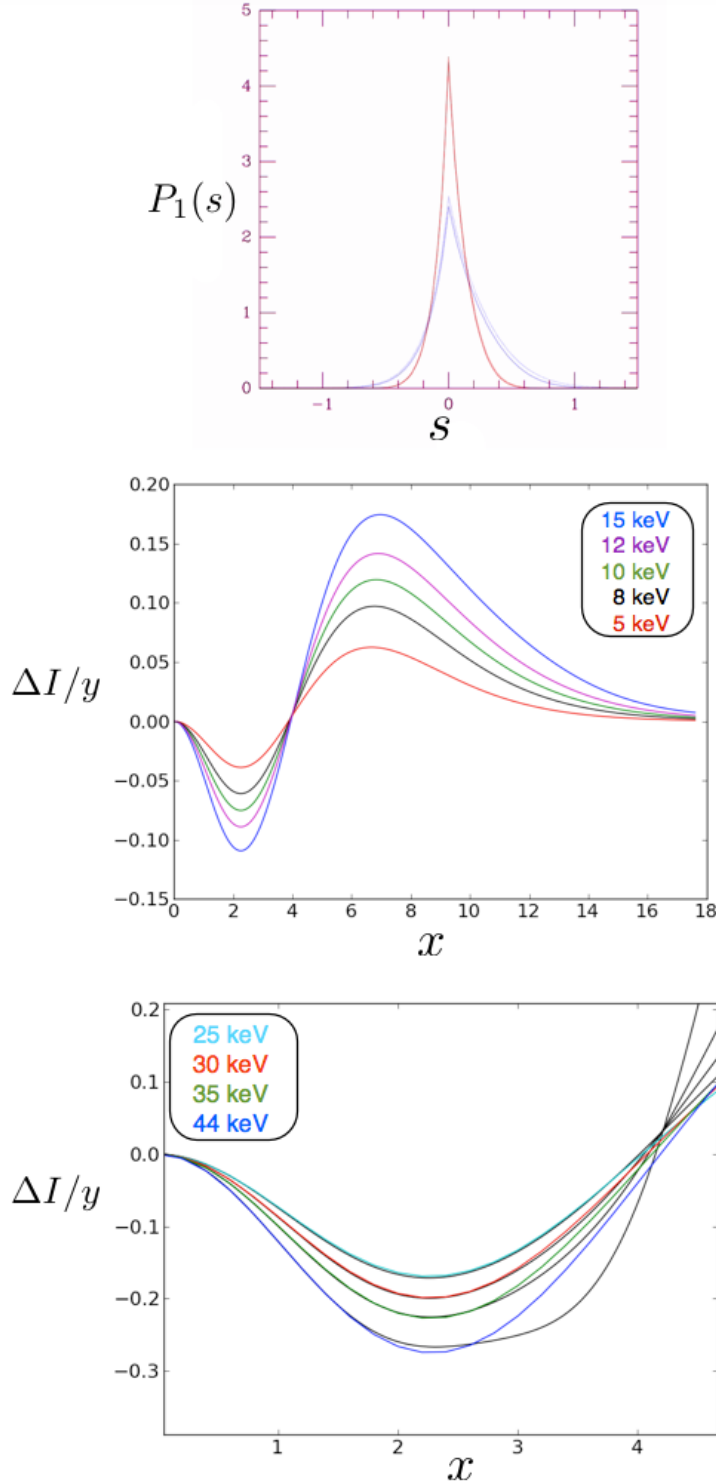 5
4
3
2
1
0
P₁(s)
−1 0 1
s
0.20
0.15
0.10
0.05
0.00
−0.05
−0.10
−0.15
ΔI/y
15 keV
12 keV
10 keV
8 keV
5 keV
0 2 4 6 8 10 12 14 16 18
x
0.2
0.1
0.0
−0.1
−0.2
−0.3
ΔI/y
25 keV
30 keV
35 keV
44 keV
1 2 3 4
x